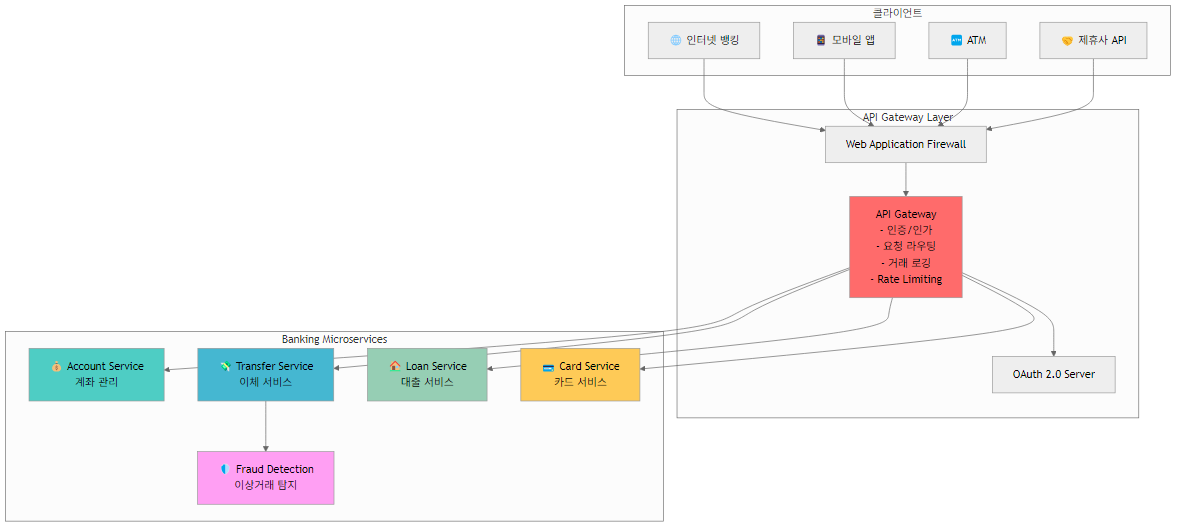 클라이언트
🌐 인터넷 뱅킹
📱 모바일 앱
🏧 ATM
🤝 제휴사 API
API Gateway Layer
Web Application Firewall
API Gateway
- 인증/인가
- 요청 라우팅
- 거래 로깅
- Rate Limiting
OAuth 2.0 Server
Banking Microservices
💰 Account Service
계좌 관리
💸 Transfer Service
이체 서비스
🏠 Loan Service
대출 서비스
💳 Card Service
카드 서비스
🛡️ Fraud Detection
이상거래 탐지